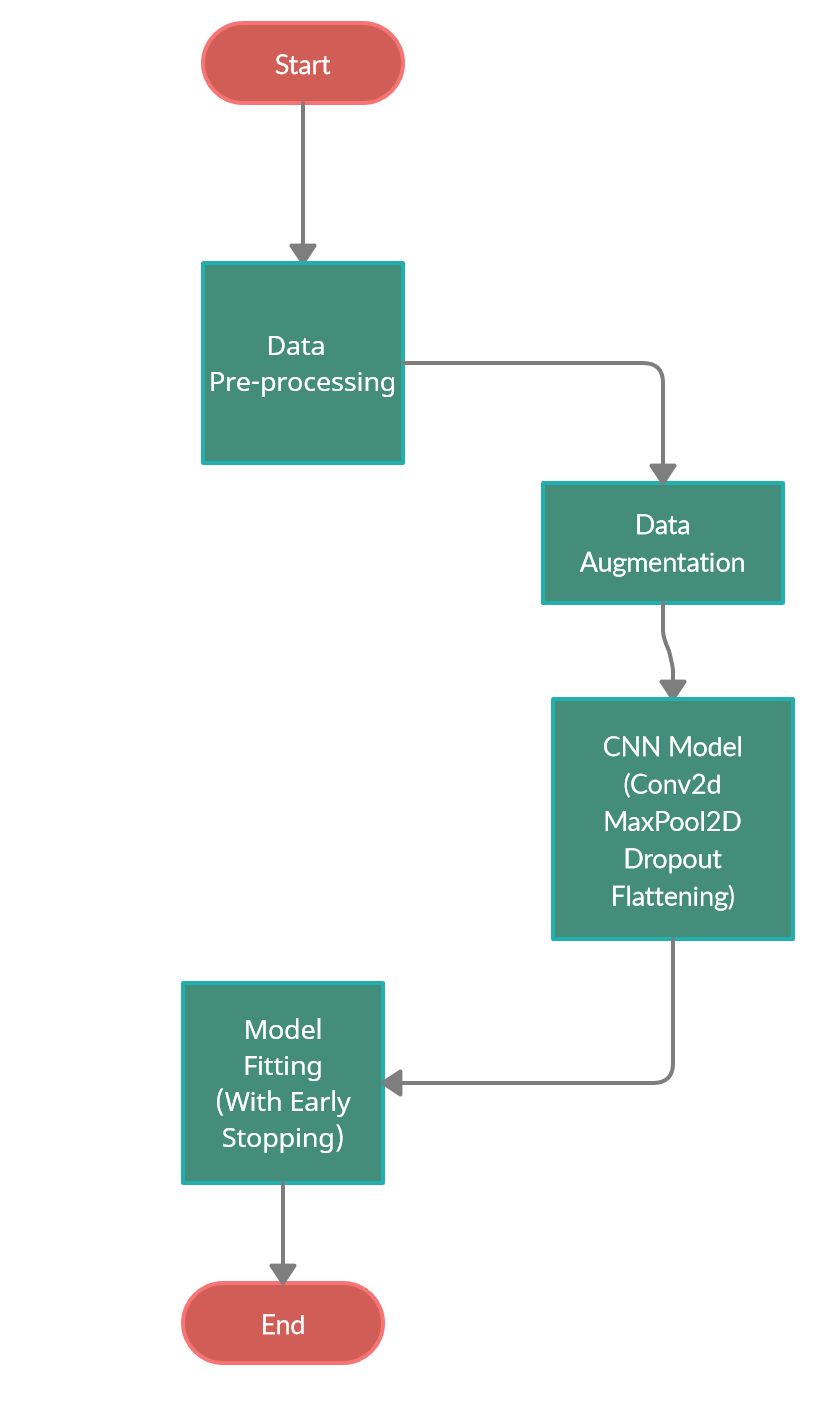 Start
Data
Pre-processing
Data
Augmentation
CNN Model
(Conv2d
MaxPool2D
Dropout
Flattening)
Model
Fitting
(With Early
Stopping)
End